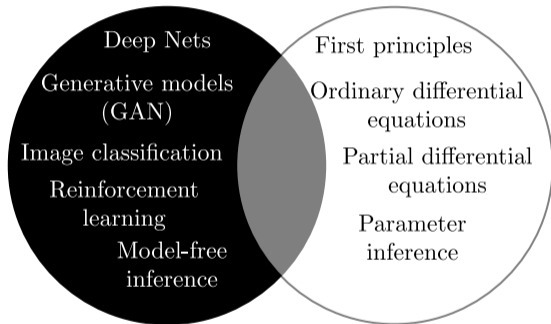 Deep Nets
Generative models
(GAN)
Image classification
Reinforcement
learning
Model-free
inference
First principles
Ordinary differential
equations
Partial differential
equations
Parameter
inference